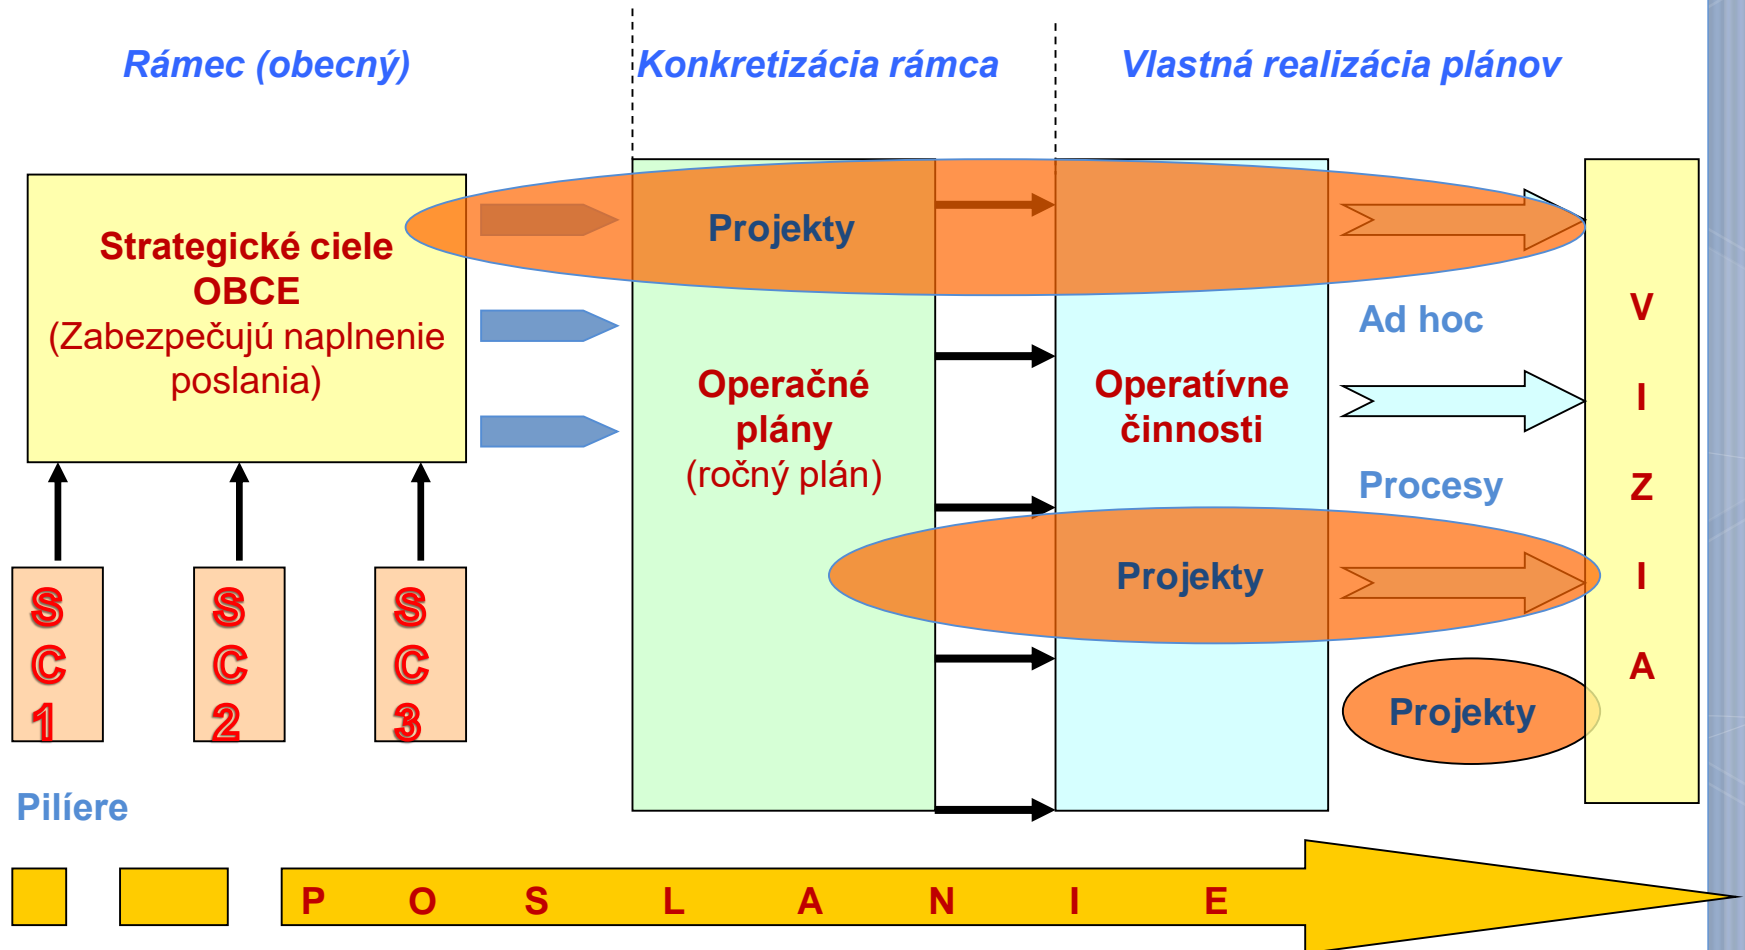 Rámec (obecný)
Konkretizácia rámca
Vlastná realizácia plánov
Strategické ciele
OBCE
(Zabezpečujú naplnenie
poslania)
Projekty
Operačné
plány
(ročný plán)
Operatívne
činnosti
Ad hoc
Procesy
Projekty
Projekty
V
I
Z
I
A
S
C
1
S
C
2
S
C
3
Pilíere
P O S L A N I E